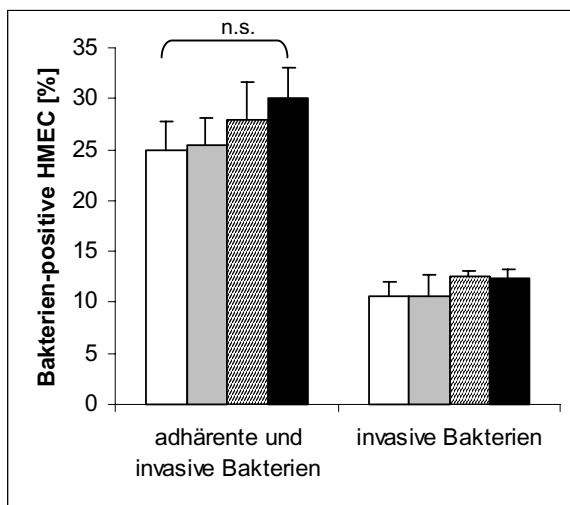 n.s.
Bakterien-positive HMEC [%]
35
30
25
20
15
10
5
0
adhärente und
invasive Bakterien
invasive Bakterien